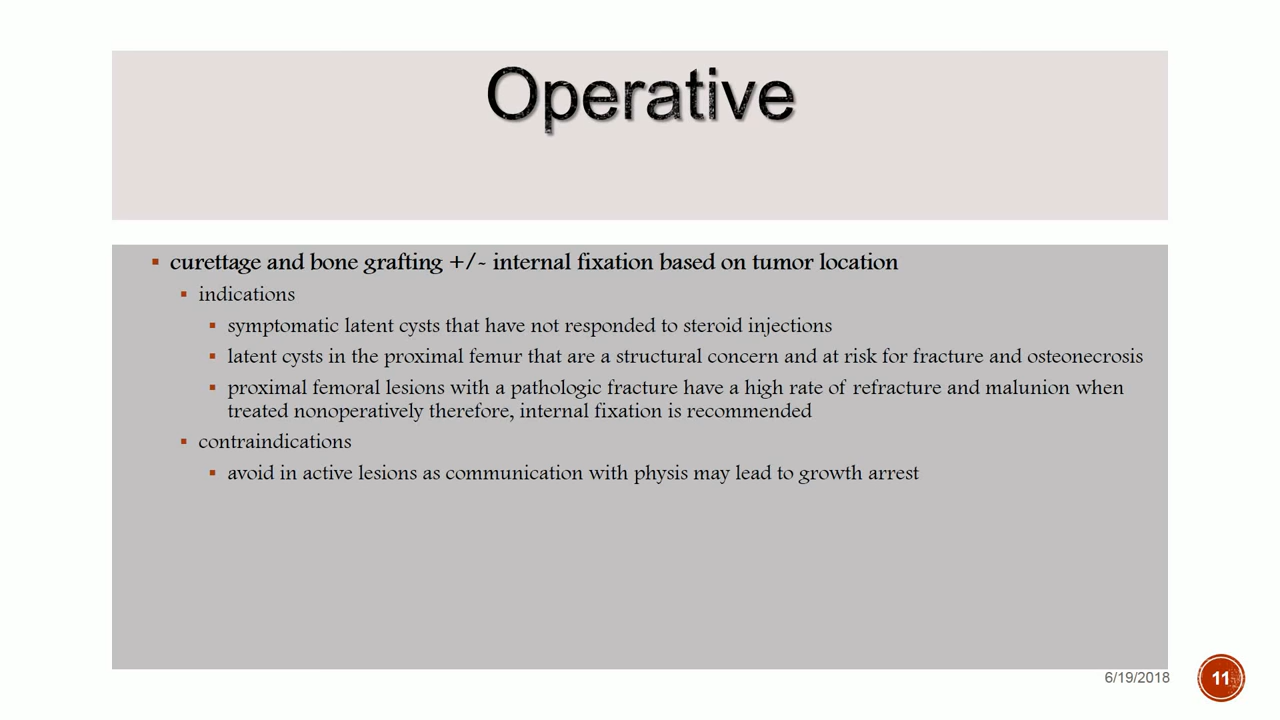 Operative
curettage and bone grafting +/- internal fixation based on tumor location
indications
symptomatic latent cysts that have not responded to steroid injections
latent cysts in the proximal femur that are a structural concern and at risk for fracture and osteonecrosis
proximal femoral lesions with a pathologic fracture have a high rate of refracture and malunion when
treated nonoperatively therefore, internal fixation is recommended
contraindications
avoid in active lesions as communication with physis may lead to growth arrest
6/19/2018
11